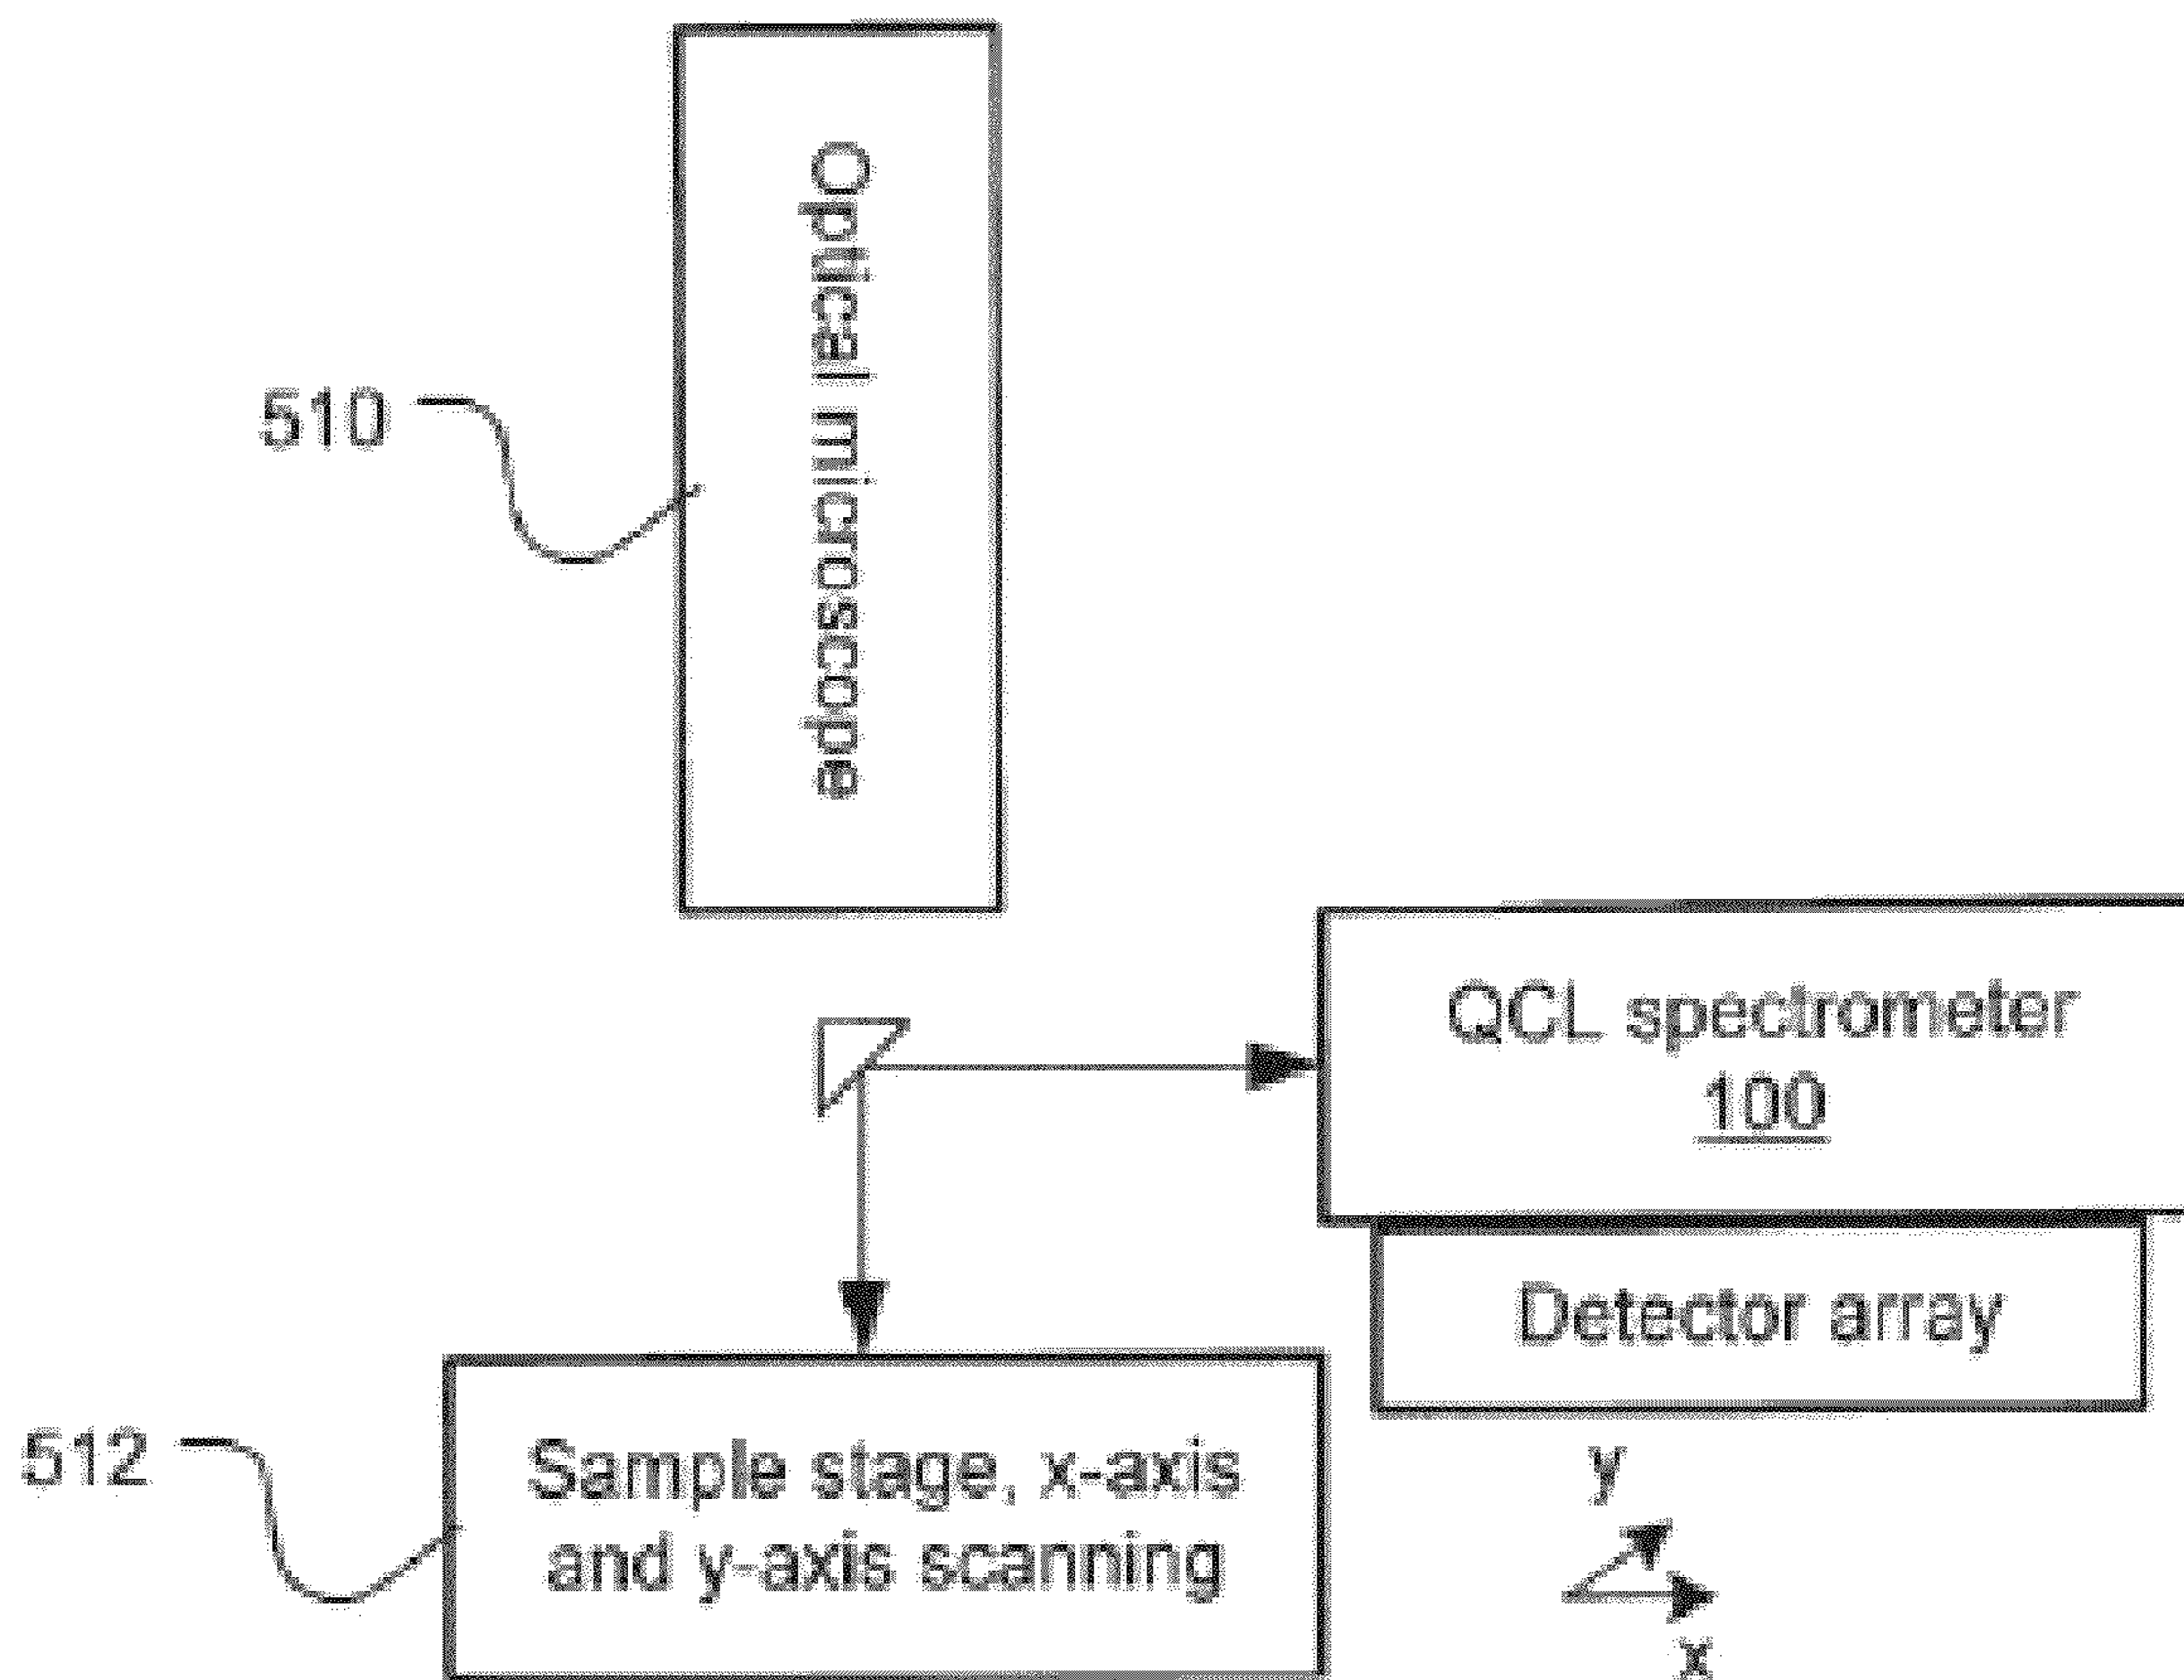 Optical microscope
510
QCL spectrometer
100
Detector array
512
Sample stage, x-axis
and y-axis scanning
y
x